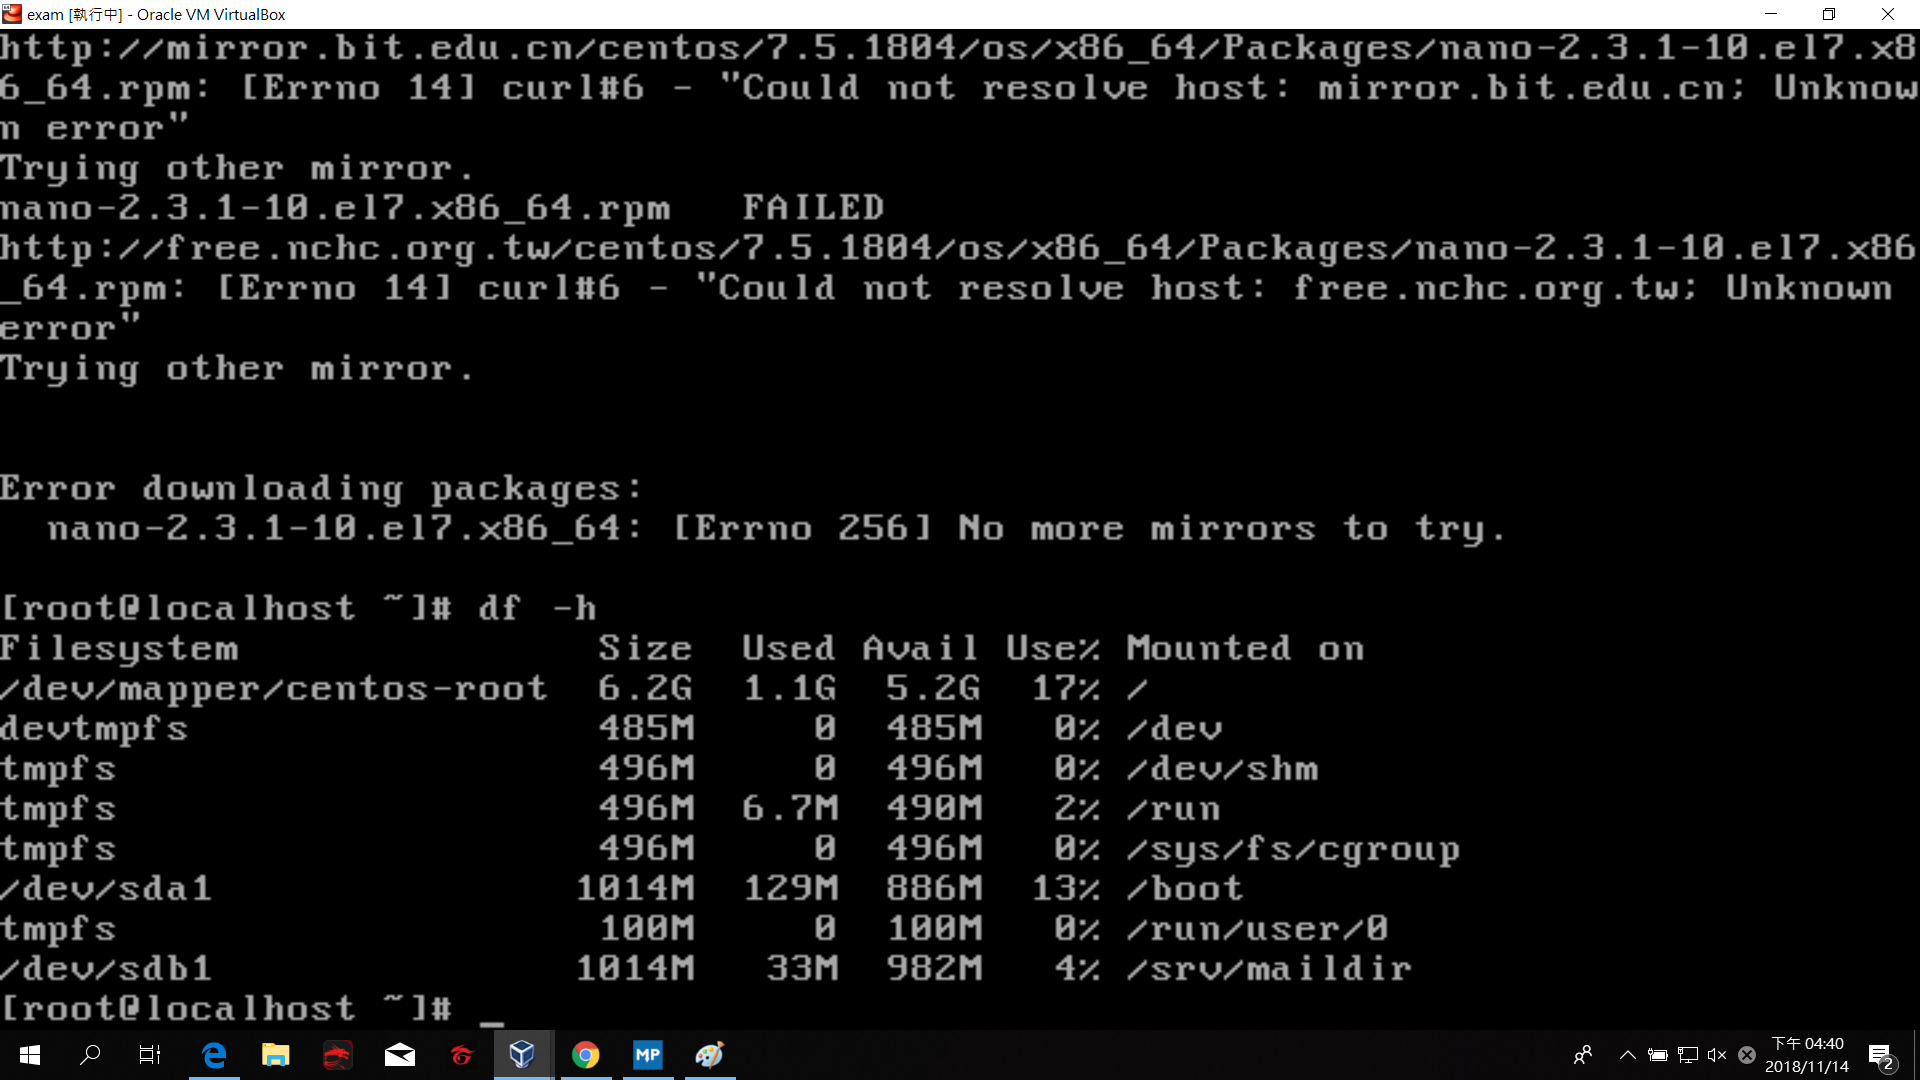 exam [執行中] - Oracle VM VirtualBox
http://mirror.bit.edu.cn/centos/7.5.1804/os/x86_64/Packages/nano-2.3.1-10.el7.x8
6_64.rpm: [Errno 14] curl#6 - "Could not resolve host: mirror.bit.edu.cn; Unknow
n error"
Trying other mirror.
nano-2.3.1-10.el7.x86_64.rpm   FAILED
http://free.nchc.org.tw/centos/7.5.1804/os/x86_64/Packages/nano-2.3.1-10.el7.x86
_64.rpm: [Errno 14] curl#6 - "Could not resolve host: free.nchc.org.tw; Unknown
error"
Trying other mirror.
Error downloading packages:
  nano-2.3.1-10.el7.x86_64: [Errno 256] No more mirrors to try.
[root@localhost ~]# df -h
Filesystem               Size  Used Avail Use% Mounted on
/dev/mapper/centos-root  6.2G  1.1G  5.2G  17% /
devtmpfs                 485M     0  485M   0% /dev
tmpfs                    496M     0  496M   0% /dev/shm
tmpfs                    496M  6.7M  490M   2% /run
tmpfs                    496M     0  496M   0% /sys/fs/cgroup
/dev/sda1               1014M  129M  886M  13% /boot
tmpfs                    100M     0  100M   0% /run/user/0
/dev/sdb1               1014M   33M  982M   4% /srv/maildir
[root@localhost ~]# _
MP
下午 04:40
2018/11/14
2